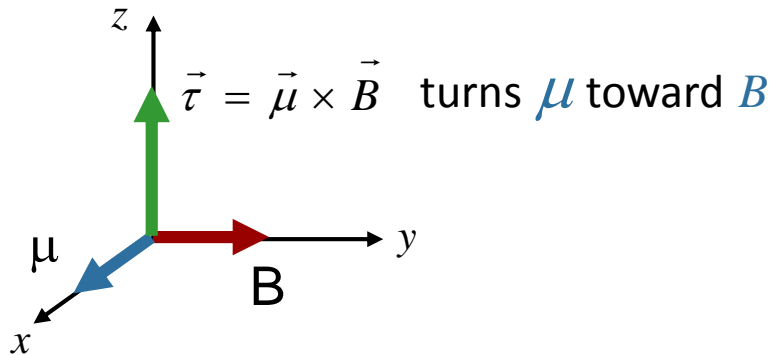 z
τ⃗ = μ⃗ × B⃗ turns μ toward B
y
μ
B
x